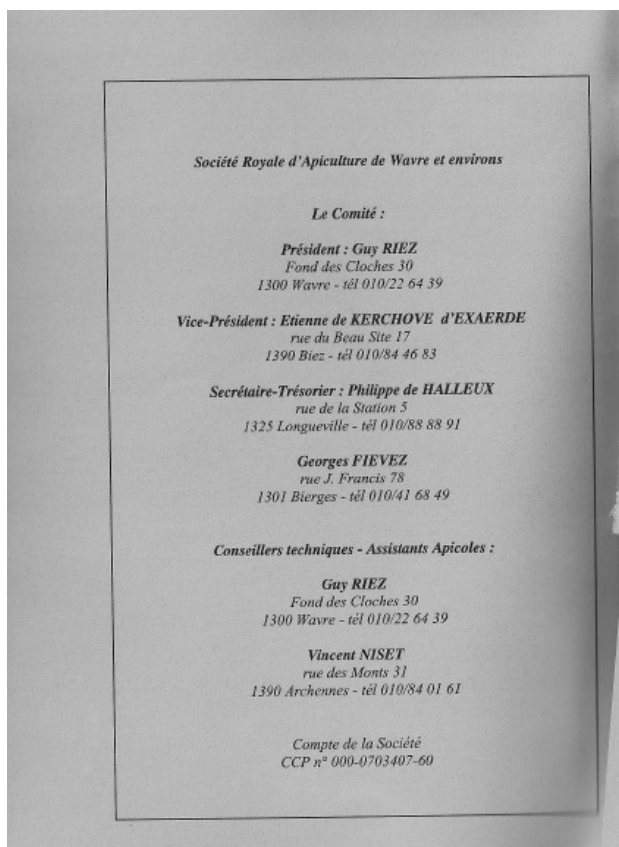 Société Royale d'Apiculture de Wavre et environs
Le Comité :
Président : Guy RIEZ
Fond des Cloches 30
1300 Wavre - tél 010/22 64 39
Vice-Président : Etienne de KERCHOVE d'EXAERDE
rue du Beau Site 17
1390 Biez - tél 010/84 46 83
Secrétaire-Trésorier : Philippe de HALLEUX
rue de la Station 5
1325 Longueville - tél 010/88 88 91
Georges FIEVEZ
rue J. Francis 78
1301 Bierges - tél 010/41 68 49
Conseillers techniques - Assistants Apicoles :
Guy RIEZ
Fond des Cloches 30
1300 Wavre - tél 010/22 64 39
Vincent NISET
rue des Monts 31
1390 Archennes - tél 010/84 01 61
Compte de la Société
CCP n° 000-0703407-60